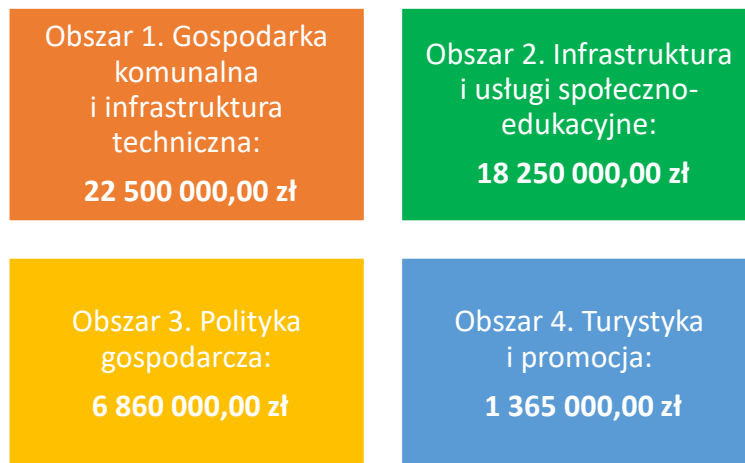 Obszar 1. Gospodarka
komunalna
i infrastruktura
techniczna:
22 500 000,00 zł
Obszar 2. Infrastruktura
i usługi społeczno-
edukacyjne:
18 250 000,00 zł
Obszar 3. Polityka
gospodarcza:
6 860 000,00 zł
Obszar 4. Turystyka
i promocja:
1 365 000,00 zł